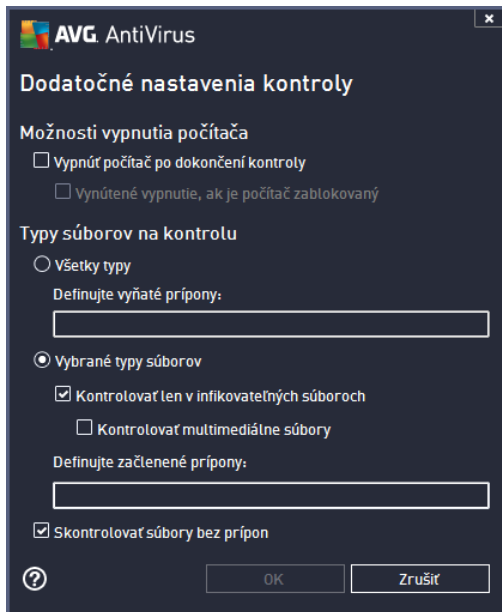 AVG. AntiVirus
Dodatočné nastavenia kontroly
Možnosti vypnutia počítača
Vypnúť počítač po dokončení kontroly
Vynútené vypnutie, ak je počítač zablokovaný
Typy súborov na kontrolu
Všetky typy
Definujte vyňaté prípony:
Vybrané typy súborov
Kontrolovať len v infikovateľných súboroch
Kontrolovať multimediálne súbory
Definujte začlenené prípony:
Skontrolovať súbory bez prípon
? OK Zrušiť